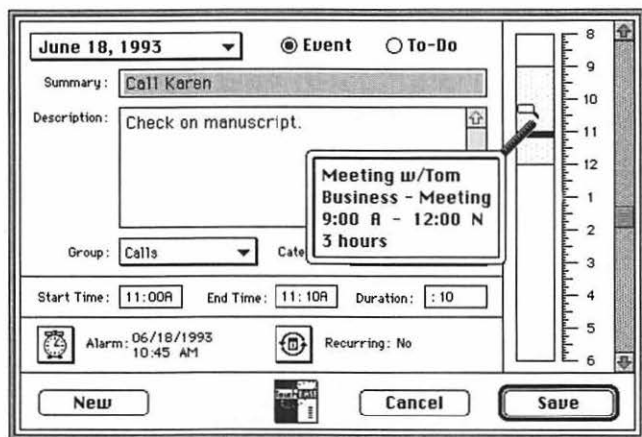 June 18, 1993
Event
To-Do
Summary: Call Karen
Description: Check on manuscript.
Meeting w/Tom
Business - Meeting
9:00 A - 12:00 N
3 hours
Group: Calls
Cate
Start Time: 11:00A End Time: 11:10A Duration: :10
Alarm: 06/18/1993
10:45 AM
Recurring: No
New
Cancel
Save
8
9
10
11
12
1
2
3
4
5
6